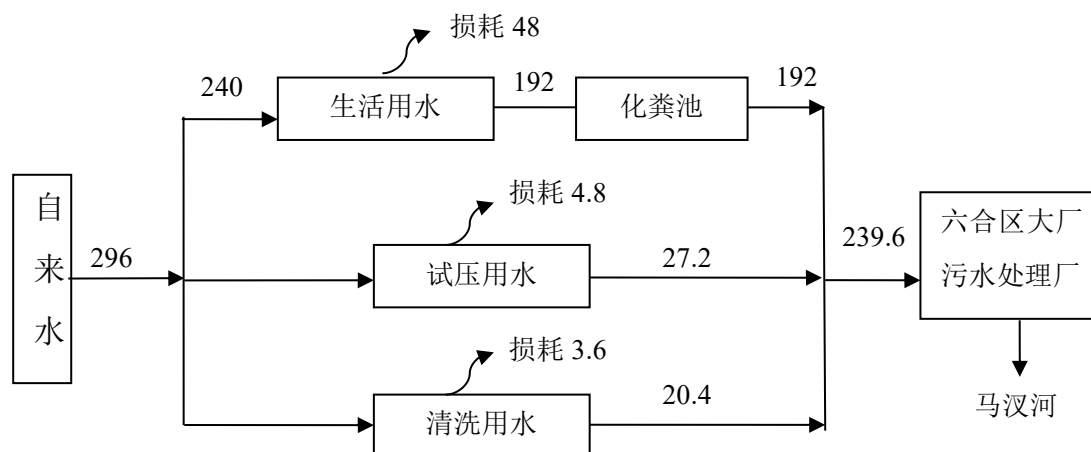 损耗 48
240
生活用水
192
化粪池
192
自来水
296
损耗 4.8
试压用水
27.2
239.6
六合区大厂
污水处理厂
损耗 3.6
清洗用水
20.4
马汊河